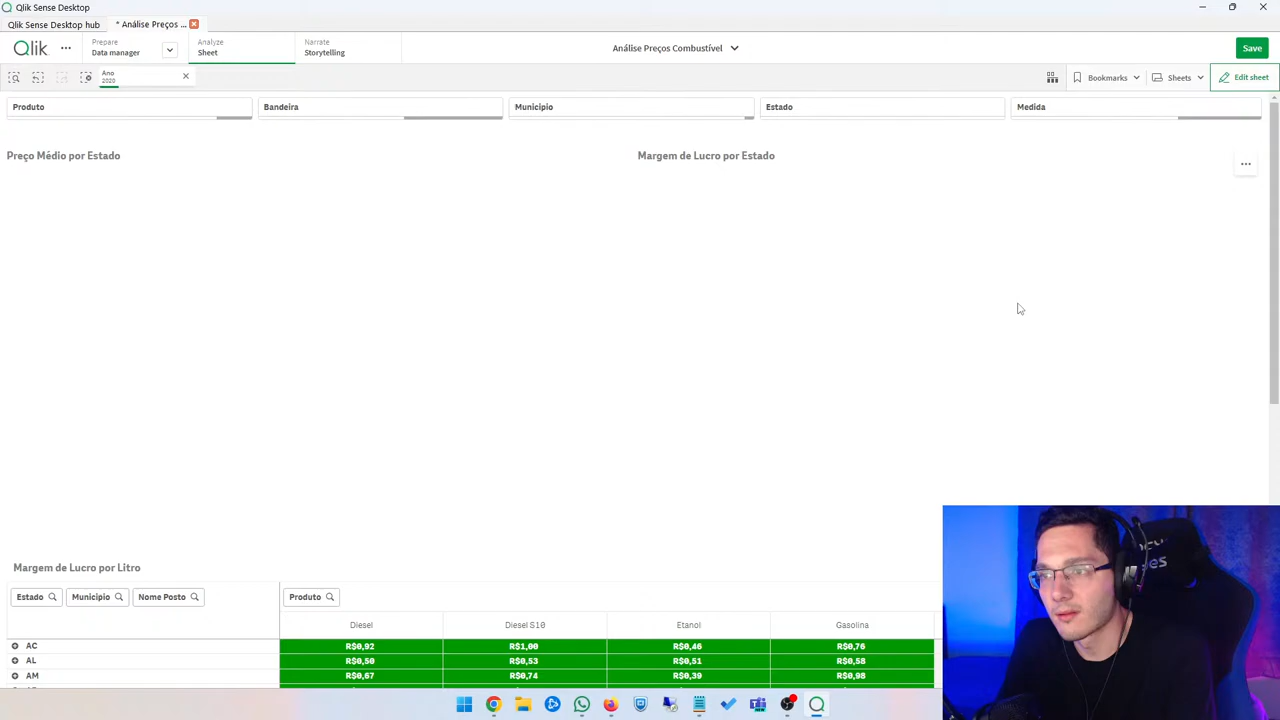 Qlik Sense Desktop
Qlik Sense Desktop hub
* Análise Preços ...
Qlik
Prepare
Data manager
Analyze
Sheet
Narrate
Storytelling
Análise Preços Combustível
Save
Ano
2020
Bookmarks
Sheets
Edit sheet
Produto
Bandeira
Municipio
Estado
Medida
Preço Médio por Estado
Margem de Lucro por Estado
Margem de Lucro por Litro
Estado
Municipio
Nome Posto
Produto
Diesel
Diesel S10
Etanol
Gasolina
AC R$0,92 R$1,00 R$0,46 R$0,76
AL R$0,50 R$0,53 R$0,51 R$0,58
AM R$0,67 R$0,74 R$0,39 R$0,98